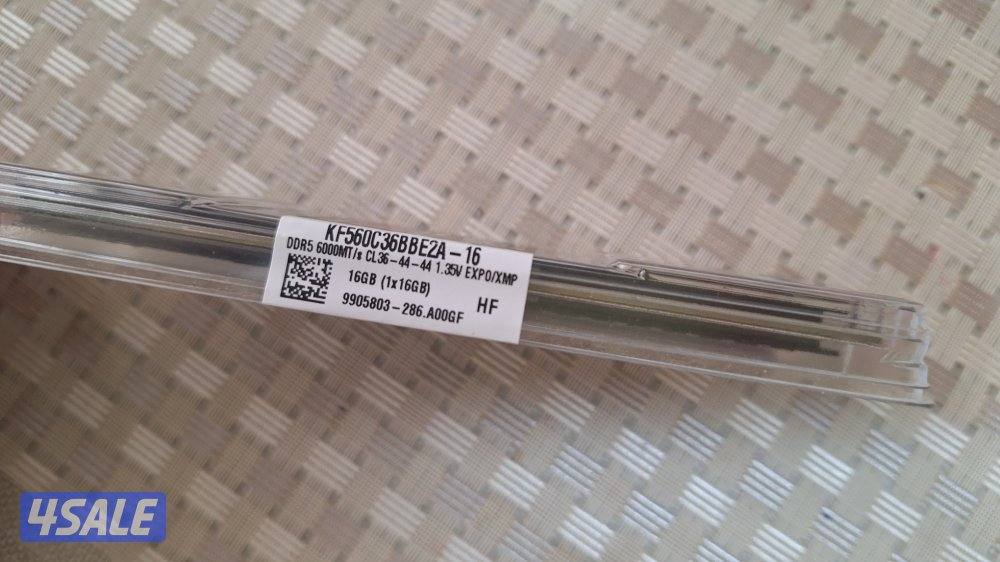 KF560C36BBE2A-16
DDR5 6000MT/s CL36-44-44 1.35V EXPO/XMP
16GB (1x16GB)
HF
9905803-286.A00GF
4SALE